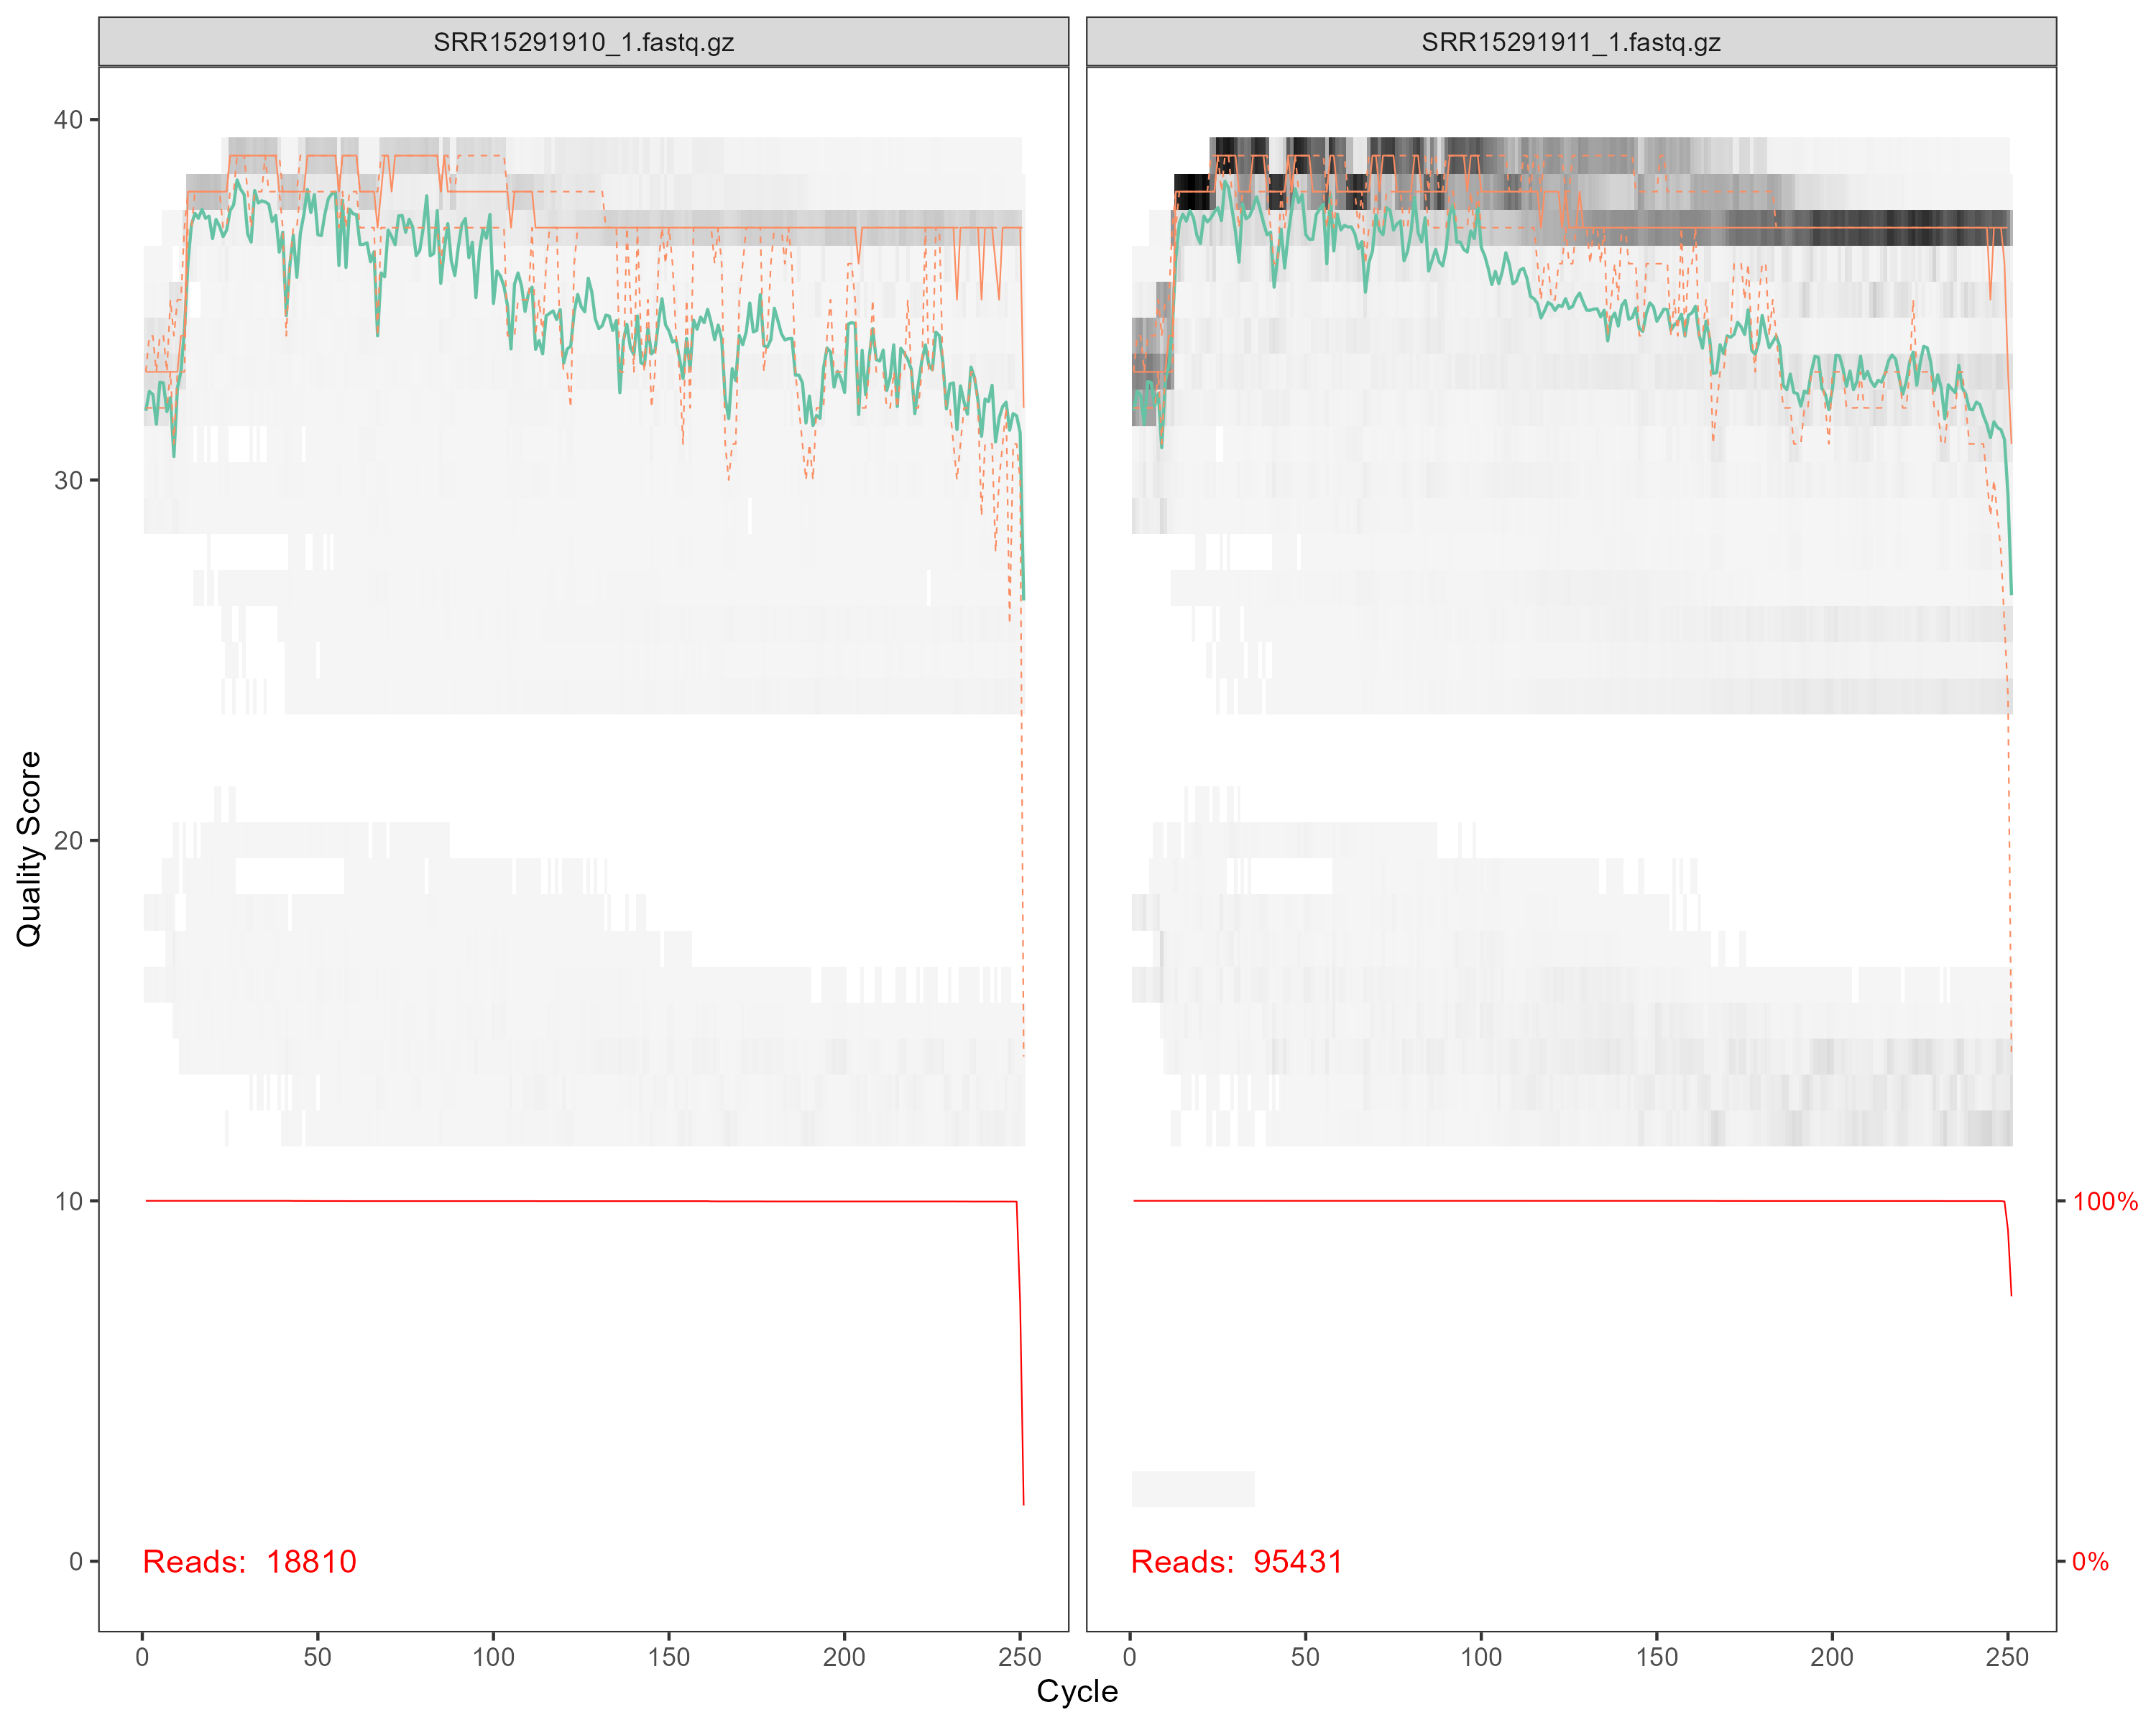 SRR15291910_1.fastq.gz
SRR15291911_1.fastq.gz
40
30
20
10
0
Quality Score
100%
0%
Reads: 18810
Reads: 95431
0 50 100 150 200 250
0 50 100 150 200 250
Cycle